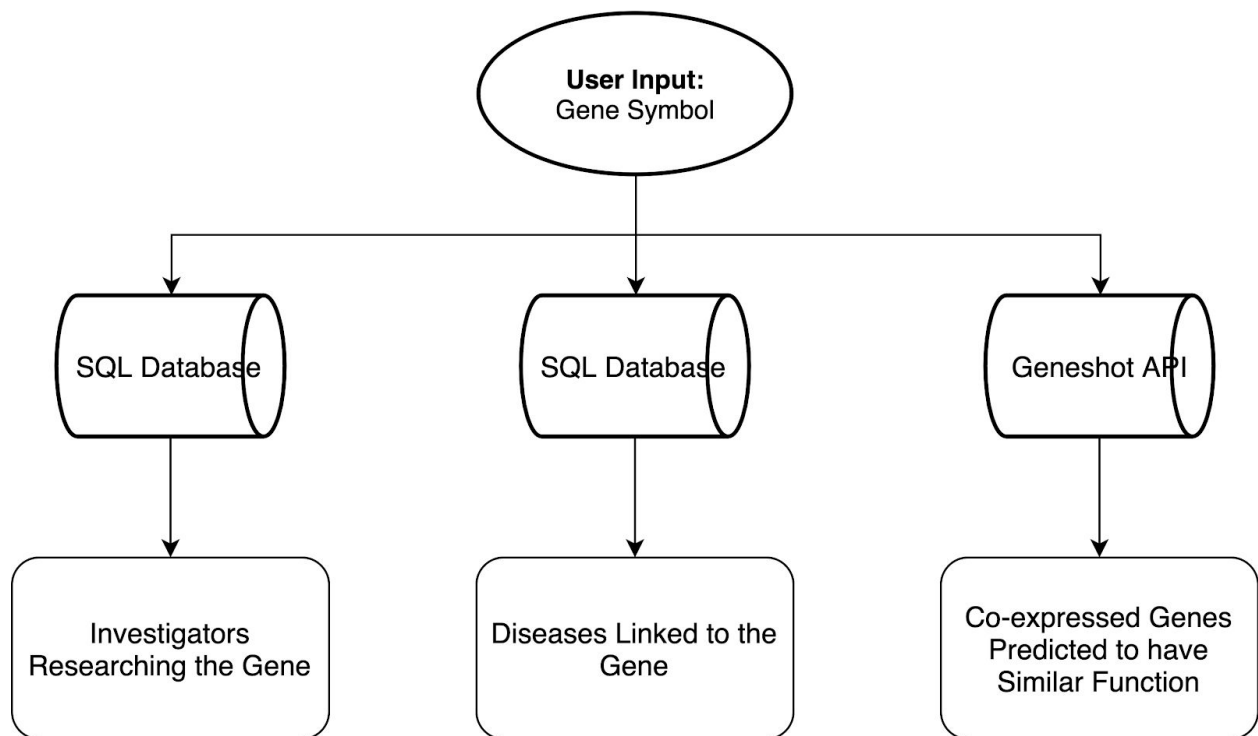 User Input:
Gene Symbol
SQL Database
SQL Database
Geneshot API
Investigators
Researching the Gene
Diseases Linked to the
Gene
Co-expressed Genes
Predicted to have
Similar Function